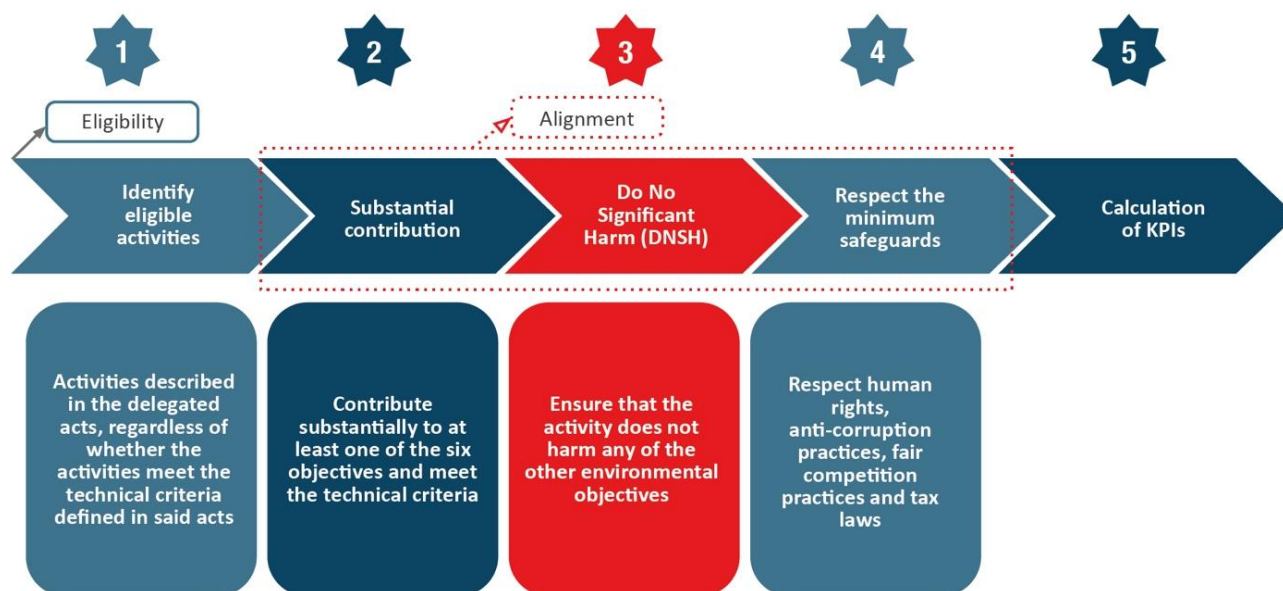 1
2
3
4
5
Eligibility
Alignment
Identify
eligible
activities
Substantial
contribution
Do No
Significant
Harm (DNSH)
Respect the
minimum
safeguards
Calculation
of KPIs
Activities described
in the delegated
acts, regardless of
whether the
activities meet the
technical criteria
defined in said acts
Contribute
substantially to at
least one of the six
objectives and meet
the technical criteria
Ensure that the
activity does not
harm any of the
other environmental
objectives
Respect human
rights,
anti-corruption
practices, fair
competition
practices and tax
laws